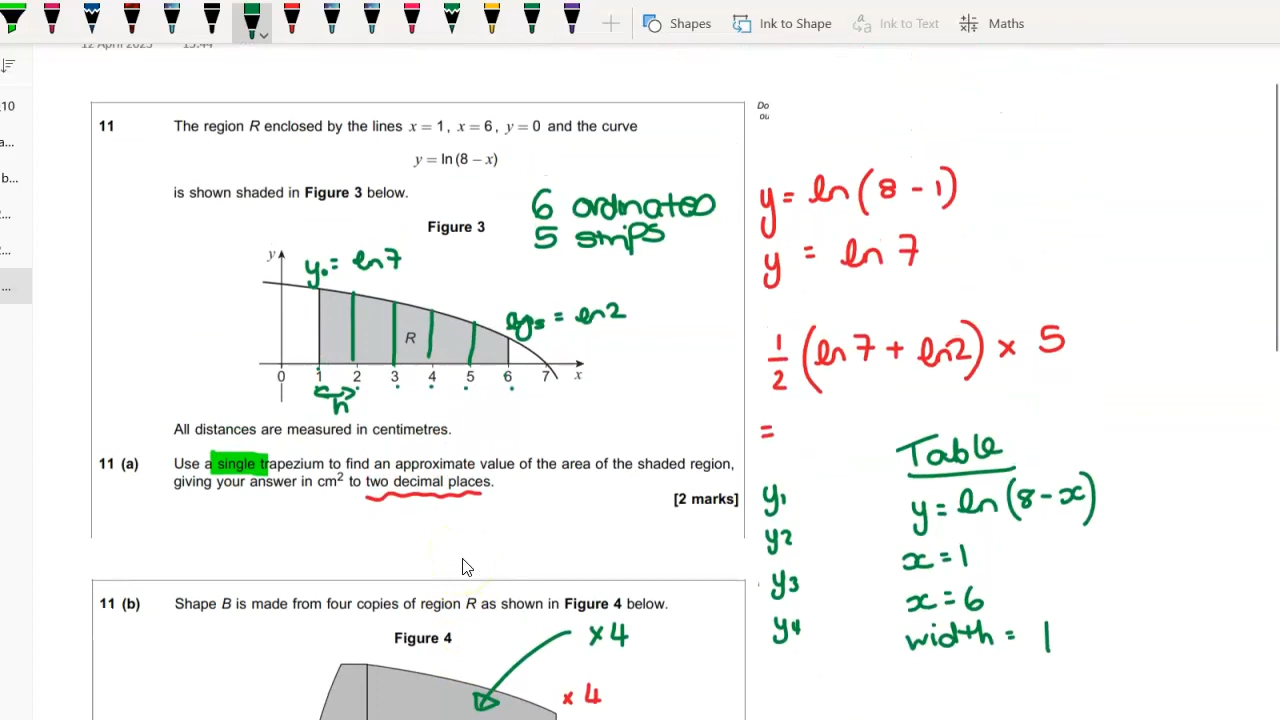 Shapes Ink to Shape Ink to Text Maths
10
a...
b...
...
...
...
11 The region R enclosed by the lines x = 1, x = 6, y = 0 and the curve
y = ln (8 – x)
is shown shaded in Figure 3 below.
Figure 3
6 ordinates
5 strips
y
y₀ = ln7
y₅ = ln2
R
0 1 2 3 4 5 6 7 x
h
All distances are measured in centimetres.
11 (a) Use a single trapezium to find an approximate value of the area of the shaded region,
giving your answer in cm² to two decimal places.
[2 marks]
11 (b) Shape B is made from four copies of region R as shown in Figure 4 below.
Figure 4
×4
×4
Do
ou
y = ln(8 - 1)
y = ln 7
1/2 (ln7 + ln2) × 5
=
y1
y2
y3
y4
Table
y = ln(8-x)
x = 1
x = 6
width = 1